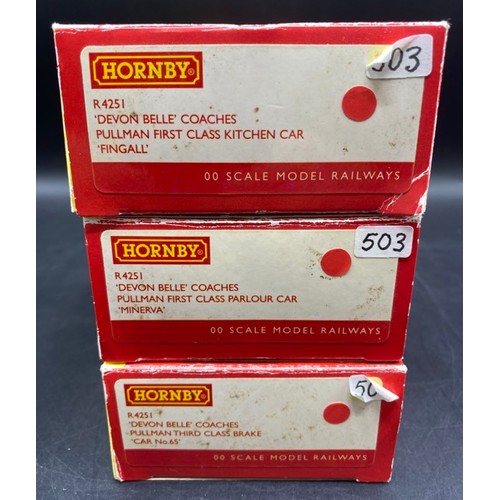 HORNBY®
503
R4251
'DEVON BELLE' COACHES
PULLMAN FIRST CLASS KITCHEN CAR
'FINGALL'
00 SCALE MODEL RAILWAYS
HORNBY®
503
R4251
'DEVON BELLE' COACHES
PULLMAN FIRST CLASS PARLOUR CAR
'MINERVA'
00 SCALE MODEL RAILWAYS
HORNBY®
50
R4251
'DEVON BELLE' COACHES
PULLMAN THIRD CLASS BRAKE
'CAR No.65'
00 SCALE MODEL RAILWAYS